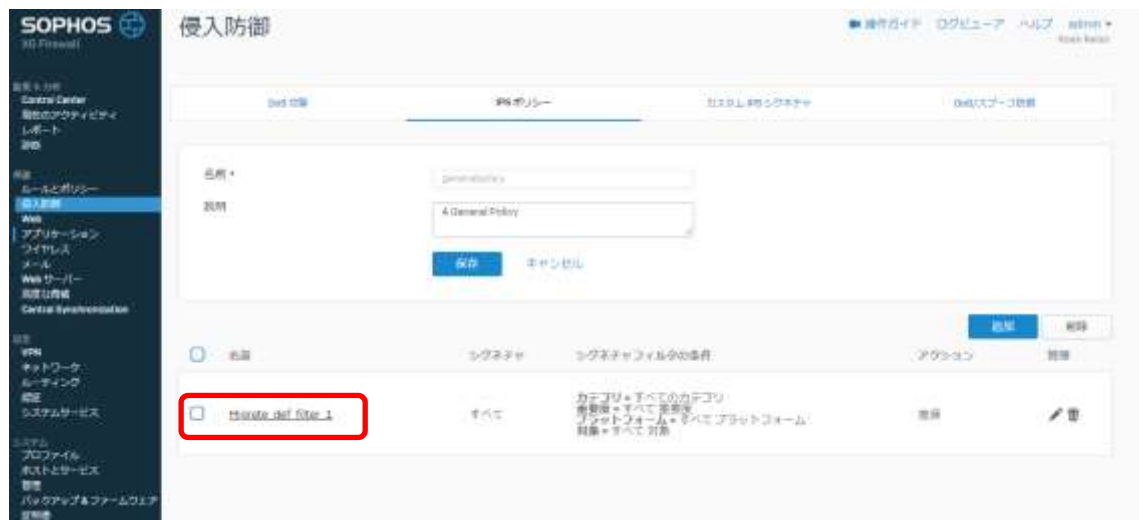 SOPHOS
XG Firewall
侵入防御
操作ガイド ログビューア ヘルプ admin
Control Center
現在のアクティビティ
レポート
診断
ルールとポリシー
侵入防御
Web
アプリケーション
ワイヤレス
メール
Web サーバー
高度な脅威
Central Synchronization
VPN
ネットワーク
ルーティング
認証
システムサービス
システム
プロファイル
ホストとサービス
管理
バックアップ&ファームウェア
証明書
DoS 攻撃 IPS ポリシー カスタム IPS シグネチャ DoS/スプーフ防御
名前 *
generalpolicy
説明
A General Policy
保存 キャンセル
追加 削除
名前 シグネチャ シグネチャフィルタの条件 アクション 管理
Migrate_def_filter_1 すべて
カテゴリ = すべてのカテゴリ
重要度 = すべて 重要度
プラットフォーム = すべて プラットフォーム
対象 = すべて 対象
推奨